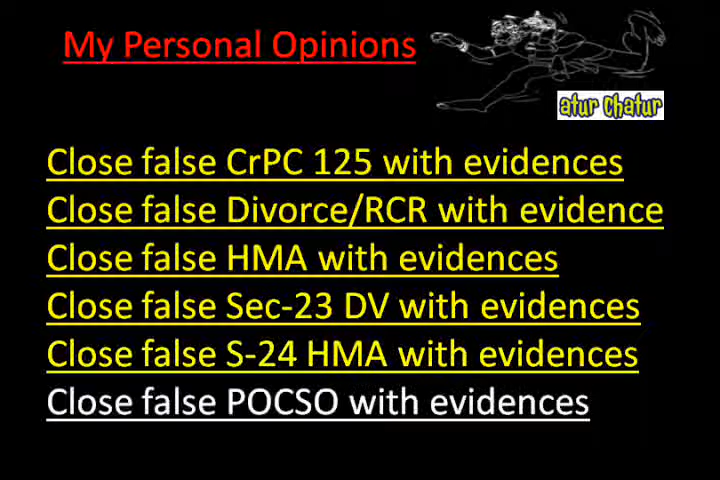 My Personal Opinions
atur Chatur
Close false CrPC 125 with evidences
Close false Divorce/RCR with evidence
Close false HMA with evidences
Close false Sec-23 DV with evidences
Close false S-24 HMA with evidences
Close false POCSO with evidences